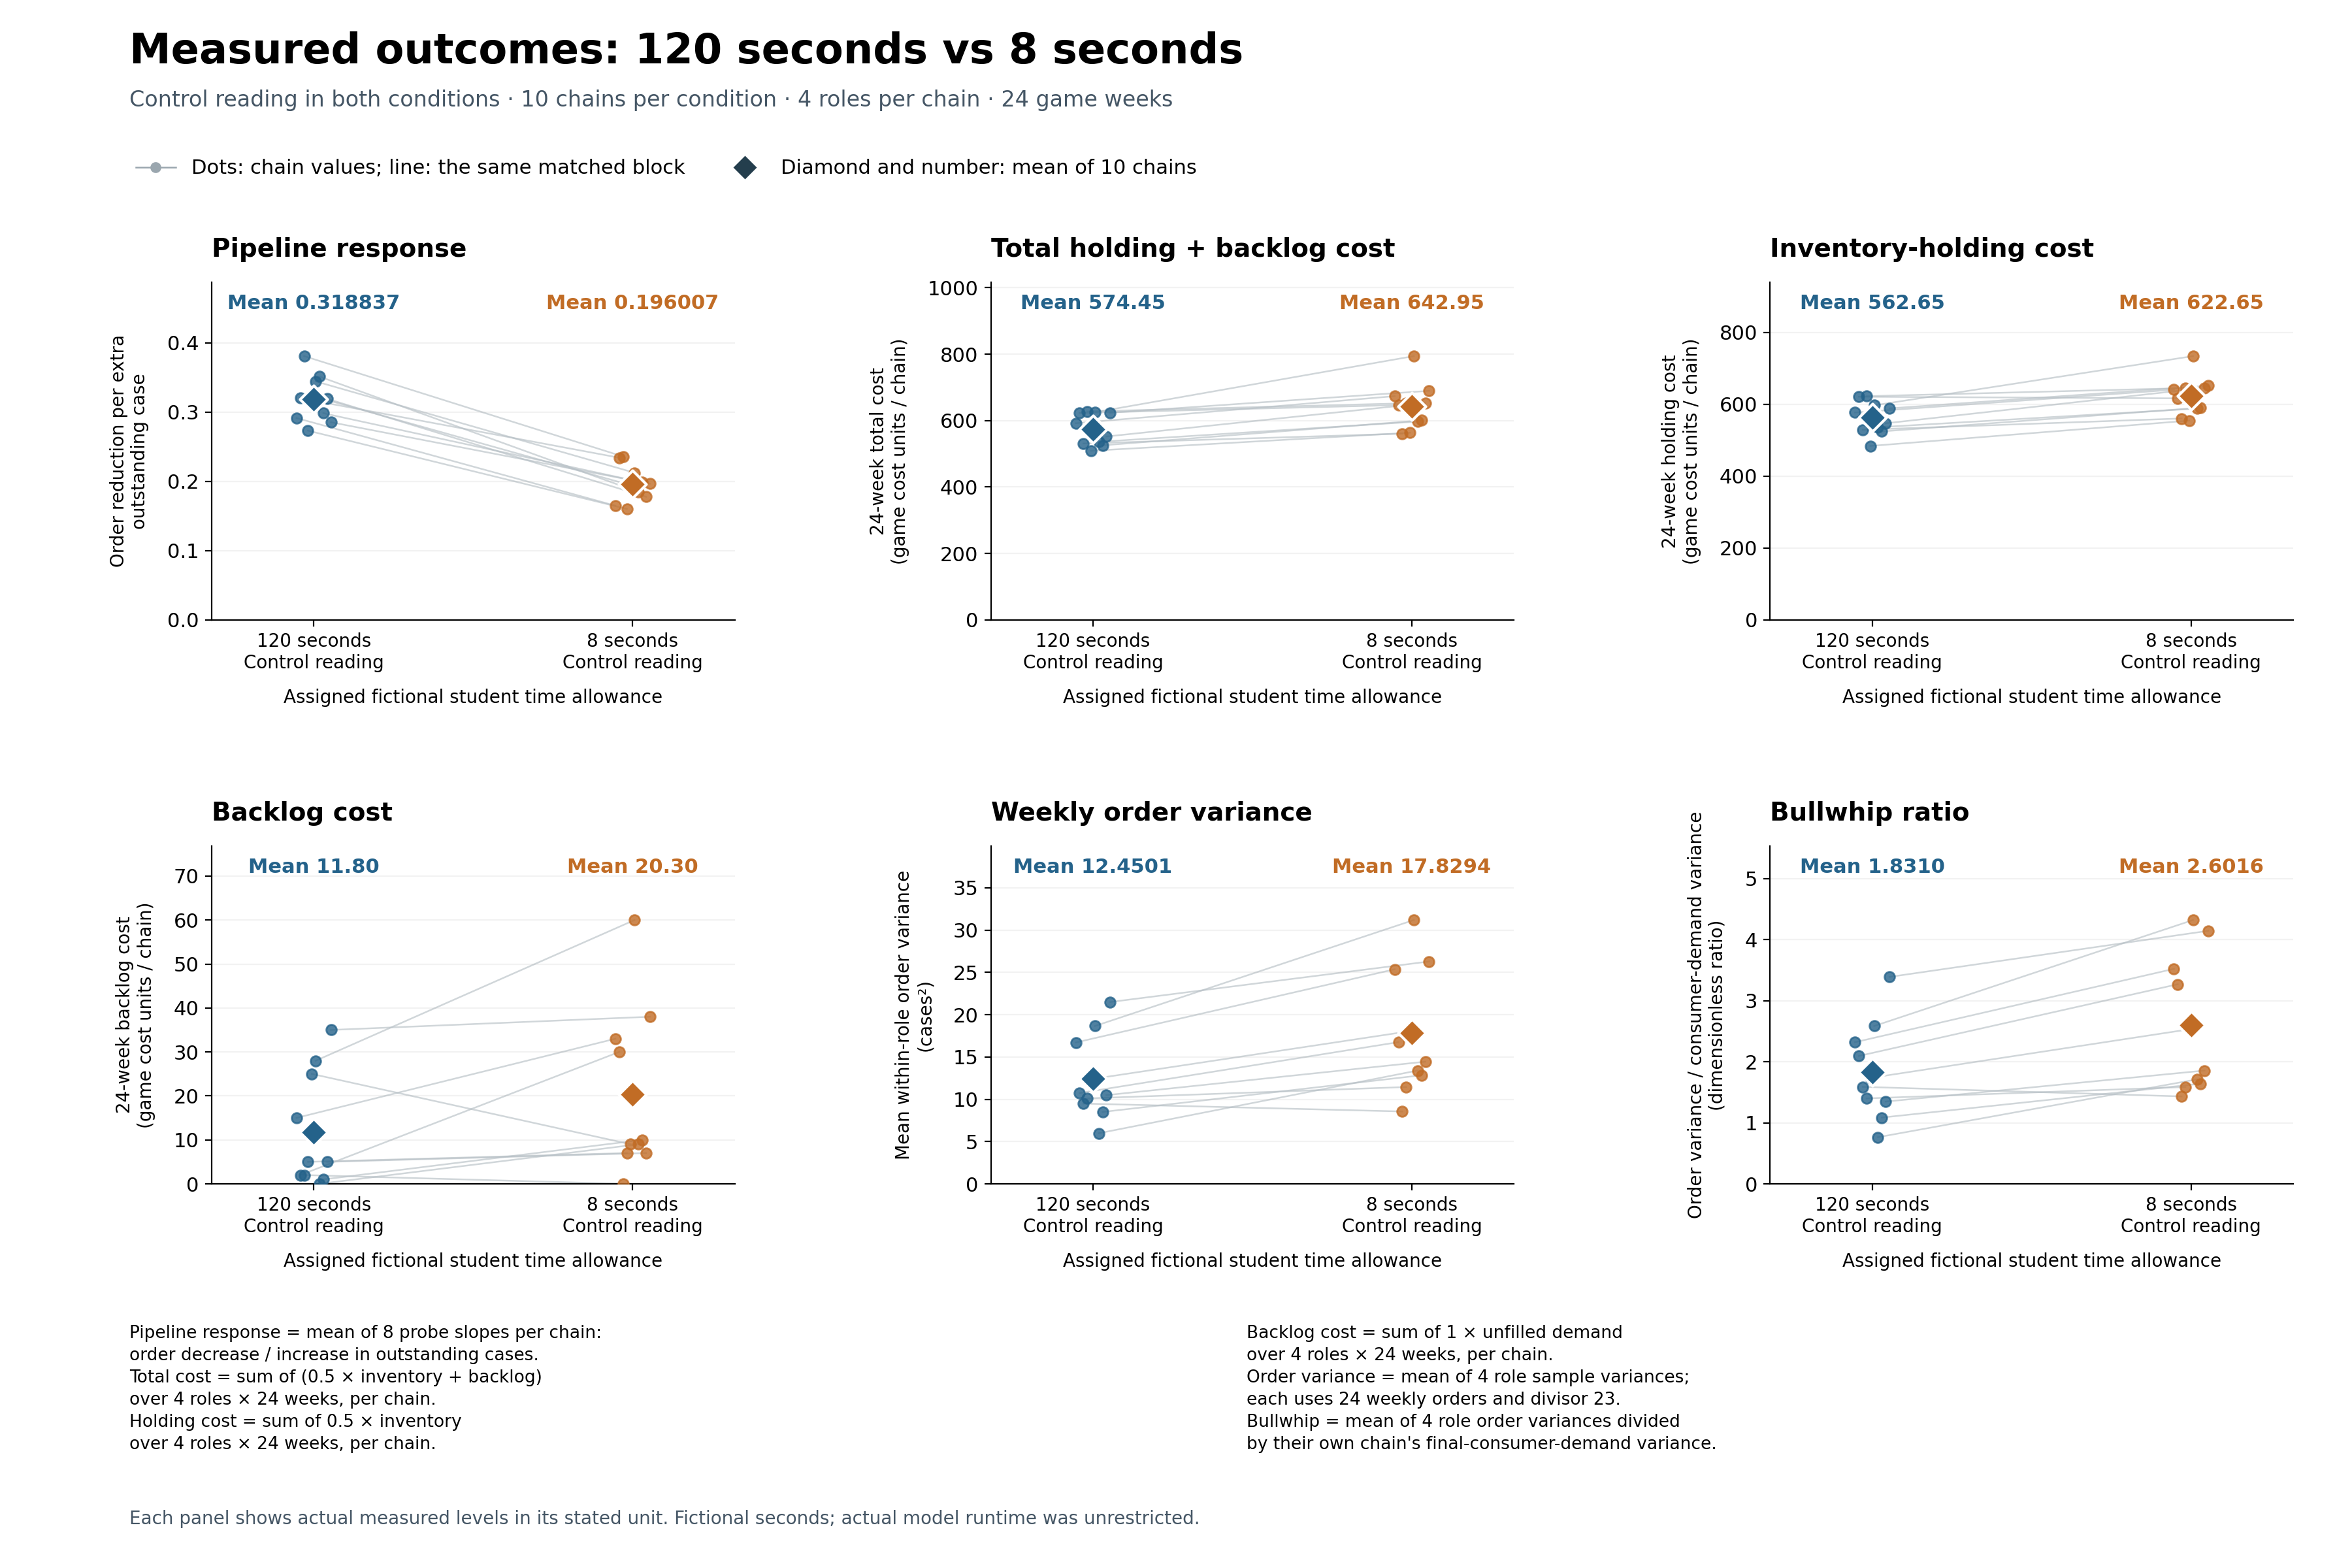 Measured outcomes: 120 seconds vs 8 seconds
Control reading in both conditions · 10 chains per condition · 4 roles per chain · 24 game weeks
Dots: chain values; line: the same matched block
Diamond and number: mean of 10 chains
Pipeline response
Mean 0.318837
Mean 0.196007
Order reduction per extra
outstanding case
0.4
0.3
0.2
0.1
0.0
120 seconds
Control reading
8 seconds
Control reading
Assigned fictional student time allowance
Total holding + backlog cost
Mean 574.45
Mean 642.95
24-week total cost
(game cost units / chain)
1000
800
600
400
200
0
120 seconds
Control reading
8 seconds
Control reading
Assigned fictional student time allowance
Inventory-holding cost
Mean 562.65
Mean 622.65
24-week holding cost
(game cost units / chain)
800
600
400
200
0
120 seconds
Control reading
8 seconds
Control reading
Assigned fictional student time allowance
Backlog cost
Mean 11.80
Mean 20.30
24-week backlog cost
(game cost units / chain)
70
60
50
40
30
20
10
0
120 seconds
Control reading
8 seconds
Control reading
Assigned fictional student time allowance
Weekly order variance
Mean 12.4501
Mean 17.8294
Mean within-role order variance
(cases²)
35
30
25
20
15
10
5
0
120 seconds
Control reading
8 seconds
Control reading
Assigned fictional student time allowance
Bullwhip ratio
Mean 1.8310
Mean 2.6016
Order variance / consumer-demand variance
(dimensionless ratio)
5
4
3
2
1
0
120 seconds
Control reading
8 seconds
Control reading
Assigned fictional student time allowance
Pipeline response = mean of 8 probe slopes per chain:
order decrease / increase in outstanding cases.
Total cost = sum of (0.5 × inventory + backlog)
over 4 roles × 24 weeks, per chain.
Holding cost = sum of 0.5 × inventory
over 4 roles × 24 weeks, per chain.
Backlog cost = sum of 1 × unfilled demand
over 4 roles × 24 weeks, per chain.
Order variance = mean of 4 role sample variances;
each uses 24 weekly orders and divisor 23.
Bullwhip = mean of 4 role order variances divided
by their own chain's final-consumer-demand variance.
Each panel shows actual measured levels in its stated unit. Fictional seconds; actual model runtime was unrestricted.